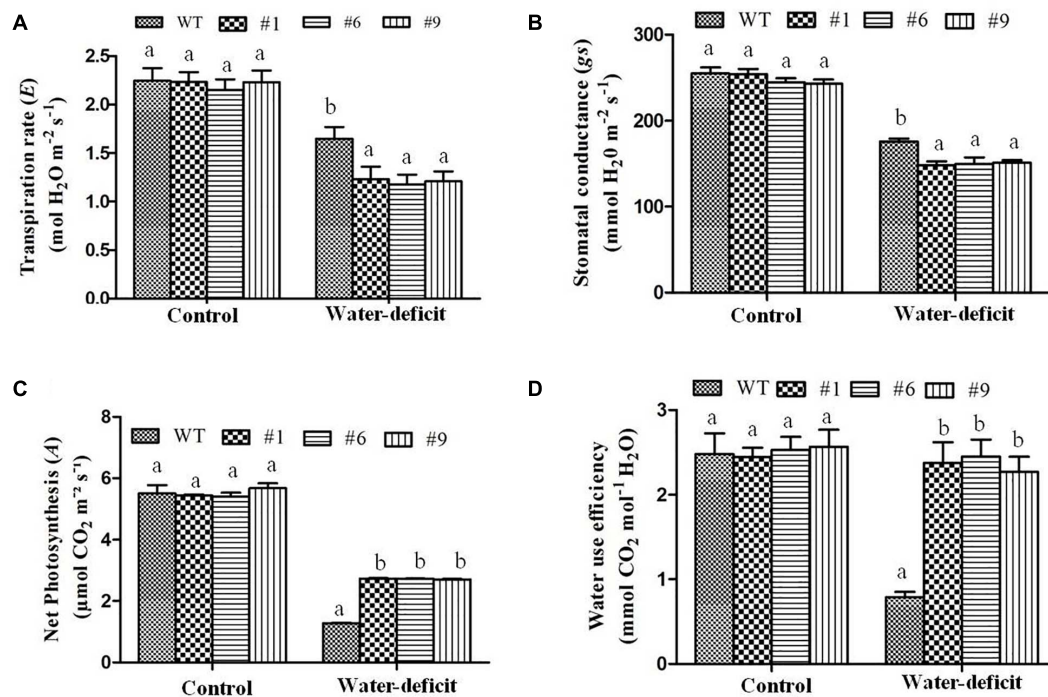 A
WT #1 #6 #9
Transpiration rate (E)
(mol H₂O m⁻² s⁻¹)
2.5
2.0
1.5
1.0
0.5
0.0
a a a a
b a a a
Control Water-deficit
B
WT #1 #6 #9
Stomatal conductance (gs)
(mmol H₂0 m⁻² s⁻¹)
300
200
100
0
a a a a
b a a a
Control Water-deficit
C
WT #1 #6 #9
Net Photosynthesis (A)
(µmol CO₂ m⁻² s⁻¹)
8
6
4
2
0
a a a a
a b b b
Control Water-deficit
D
WT #1 #6 #9
Water use efficiency
(mmol CO₂ mol⁻¹ H₂O)
3
2
1
0
a a a a
a b b b
Control Water-deficit